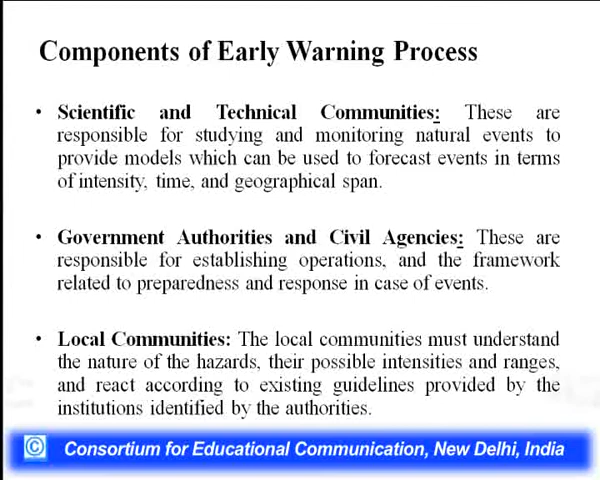 Components of Early Warning Process
• Scientific and Technical Communities: These are
responsible for studying and monitoring natural events to
provide models which can be used to forecast events in terms
of intensity, time, and geographical span.
• Government Authorities and Civil Agencies: These are
responsible for establishing operations, and the framework
related to preparedness and response in case of events.
• Local Communities: The local communities must understand
the nature of the hazards, their possible intensities and ranges,
and react according to existing guidelines provided by the
institutions identified by the authorities.
© Consortium for Educational Communication, New Delhi, India